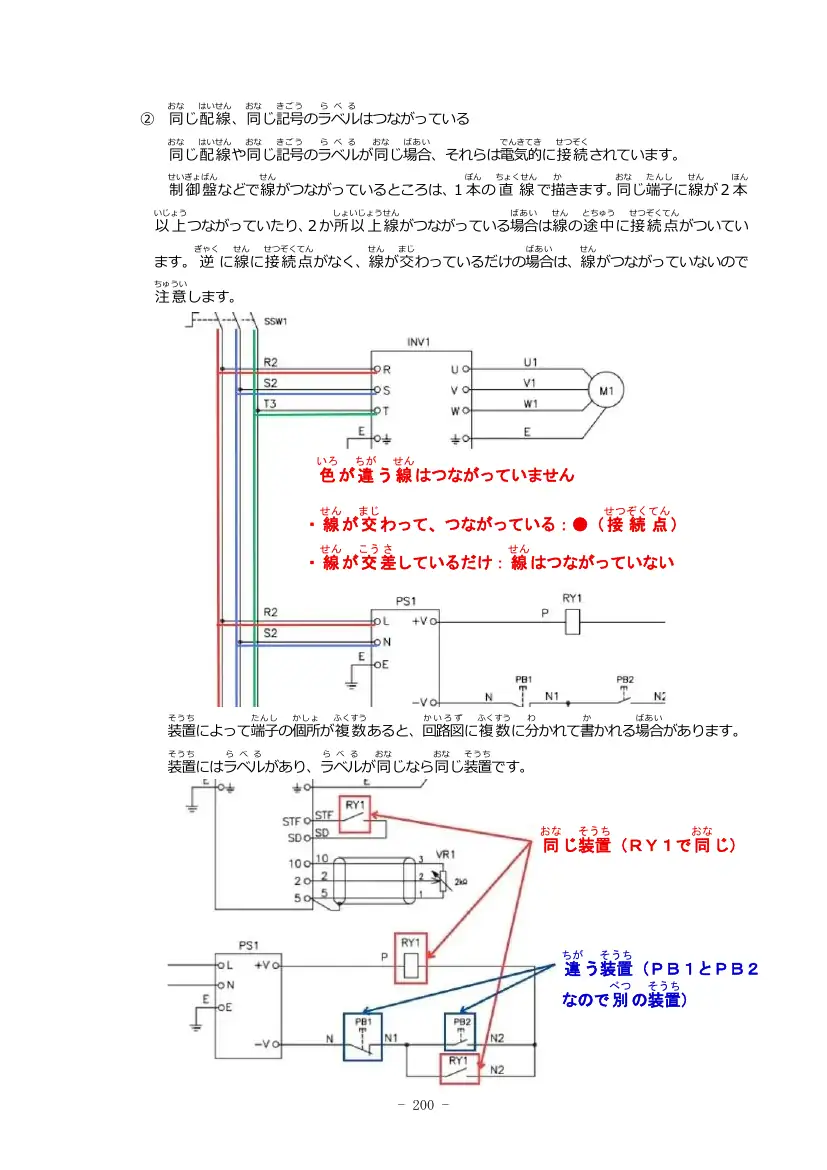 ② 同じ配線、同じ記号のラベルはつながっている
同じ配線や同じ記号のラベルが同じ場合、それらは電気的に接続されています。
制御盤などで線がつながっているところは、1本の直線で描きます。同じ端子に線が2本
以上つながっていたり、2か所以上線がつながっている場合は線の途中に接続点がついてい
ます。逆に線に接続点がなく、線が交わっているだけの場合は、線がつながっていないので
注意します。
SSW1
INV1
R2 R U U1
S2 S V V1 M1
T3 T W W1
E E
色が違う線はつながっていません
・線が交わって、つながっている：●（接続点）
・線が交差しているだけ：線はつながっていない
PS1 RY1
R2 L +V P
S2 N
E E PB1 PB2
-V N N1 N2
装置によって端子の個所が複数あると、回路図に複数に分かれて書かれる場合があります。
装置にはラベルがあり、ラベルが同じなら同じ装置です。
E E
STF STF RY1
SD SD
10 10 3 VR1
2 2 2 2kΩ
5 5 1
同じ装置（ＲＹ１で同じ）
PS1 RY1
L +V P
N
E E
違う装置（ＰＢ１とＰＢ２
なので別の装置）
PB1 PB2
-V N N1 N2
RY1 N2
- 200 -